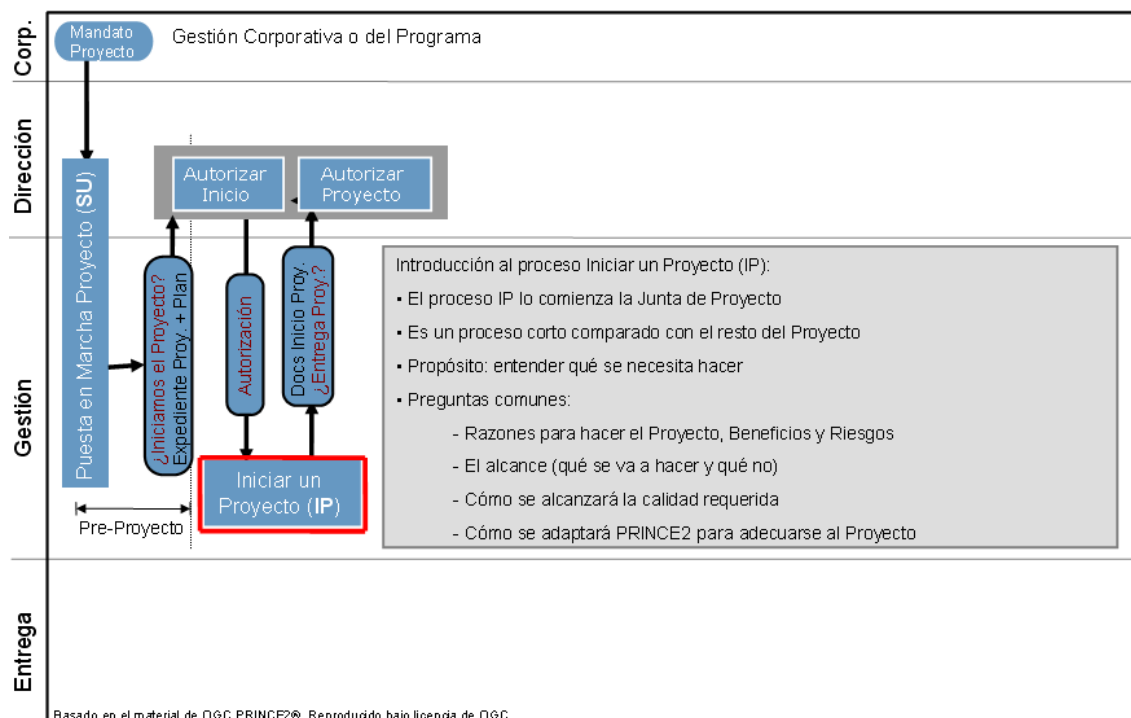 Corp.
Mandato
Proyecto
Gestión Corporativa o del Programa
Dirección
Autorizar
Inicio
Autorizar
Proyecto
Gestión
Puesta en Marcha Proyecto (SU)
¿Iniciamos el Proyecto?
Expediente Proy. + Plan
Autorización
Docs Inicio Proy.
¿Entrega Proy.?
Iniciar un
Proyecto (IP)
Pre-Proyecto
Introducción al proceso Iniciar un Proyecto (IP):
▪ El proceso IP lo comienza la Junta de Proyecto
▪ Es un proceso corto comparado con el resto del Proyecto
▪ Propósito: entender qué se necesita hacer
▪ Preguntas comunes:
- Razones para hacer el Proyecto, Beneficios y Riesgos
- El alcance (qué se va a hacer y qué no)
- Cómo se alcanzará la calidad requerida
- Cómo se adaptará PRINCE2 para adecuarse al Proyecto
Entrega
Basado en el material de OGC PRINCE2®. Reproducido bajo licencia de OGC